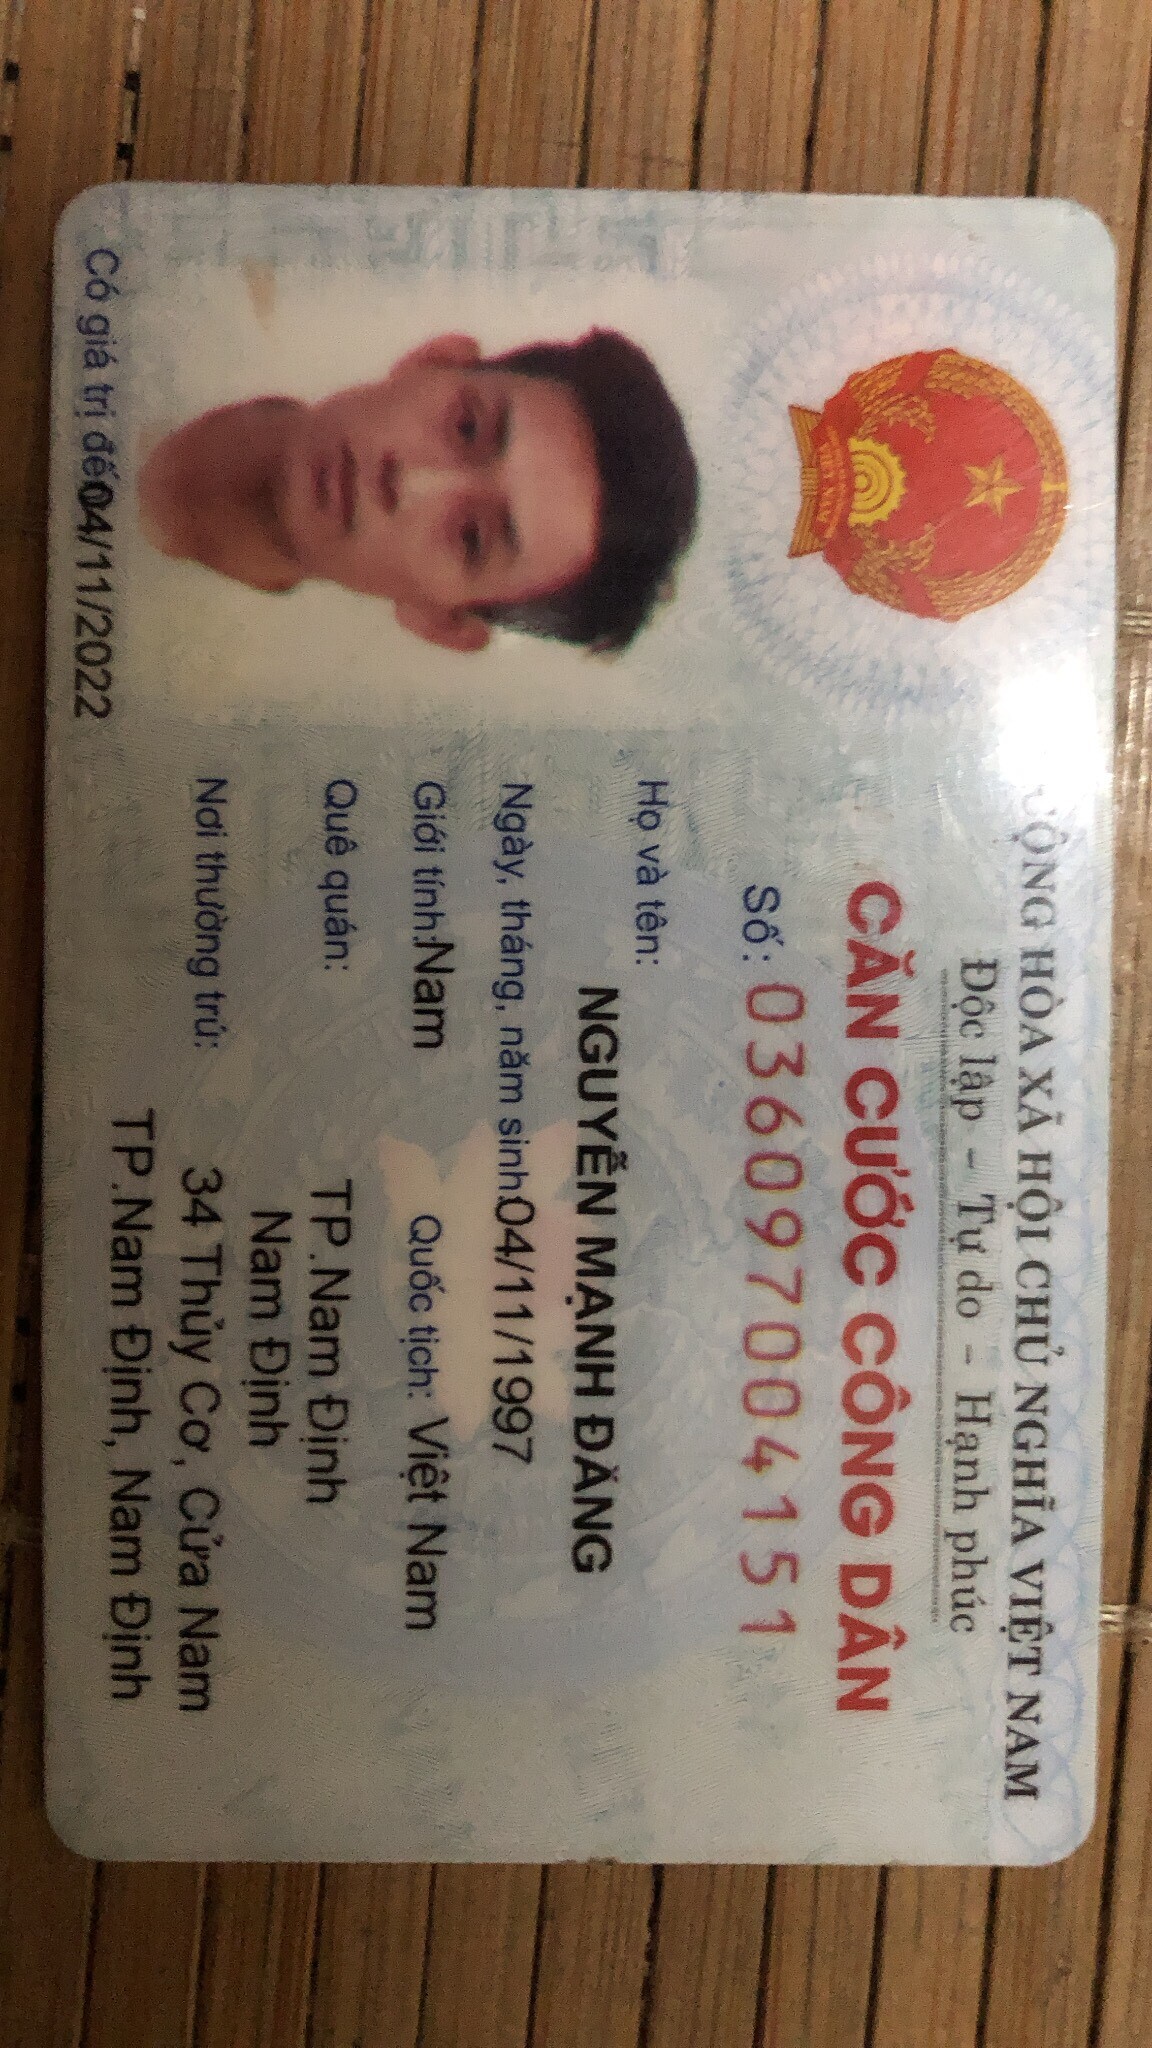 CỘNG HÒA XÃ HỘI CHỦ NGHĨA VIỆT NAM
Độc lập – Tự do – Hạnh phúc
CĂN CƯỚC CÔNG DÂN
Số: 036097004151
Họ và tên:
NGUYỄN MẠNH ĐĂNG
Ngày, tháng, năm sinh: 04/11/1997
Giới tính: Nam Quốc tịch: Việt Nam
Quê quán: TP.Nam Định
Nam Định
Nơi thường trú: 34 Thủy Cơ, Cửa Nam
TP.Nam Định, Nam Định
Có giá trị đến 04/11/2022
VIỆT NAM